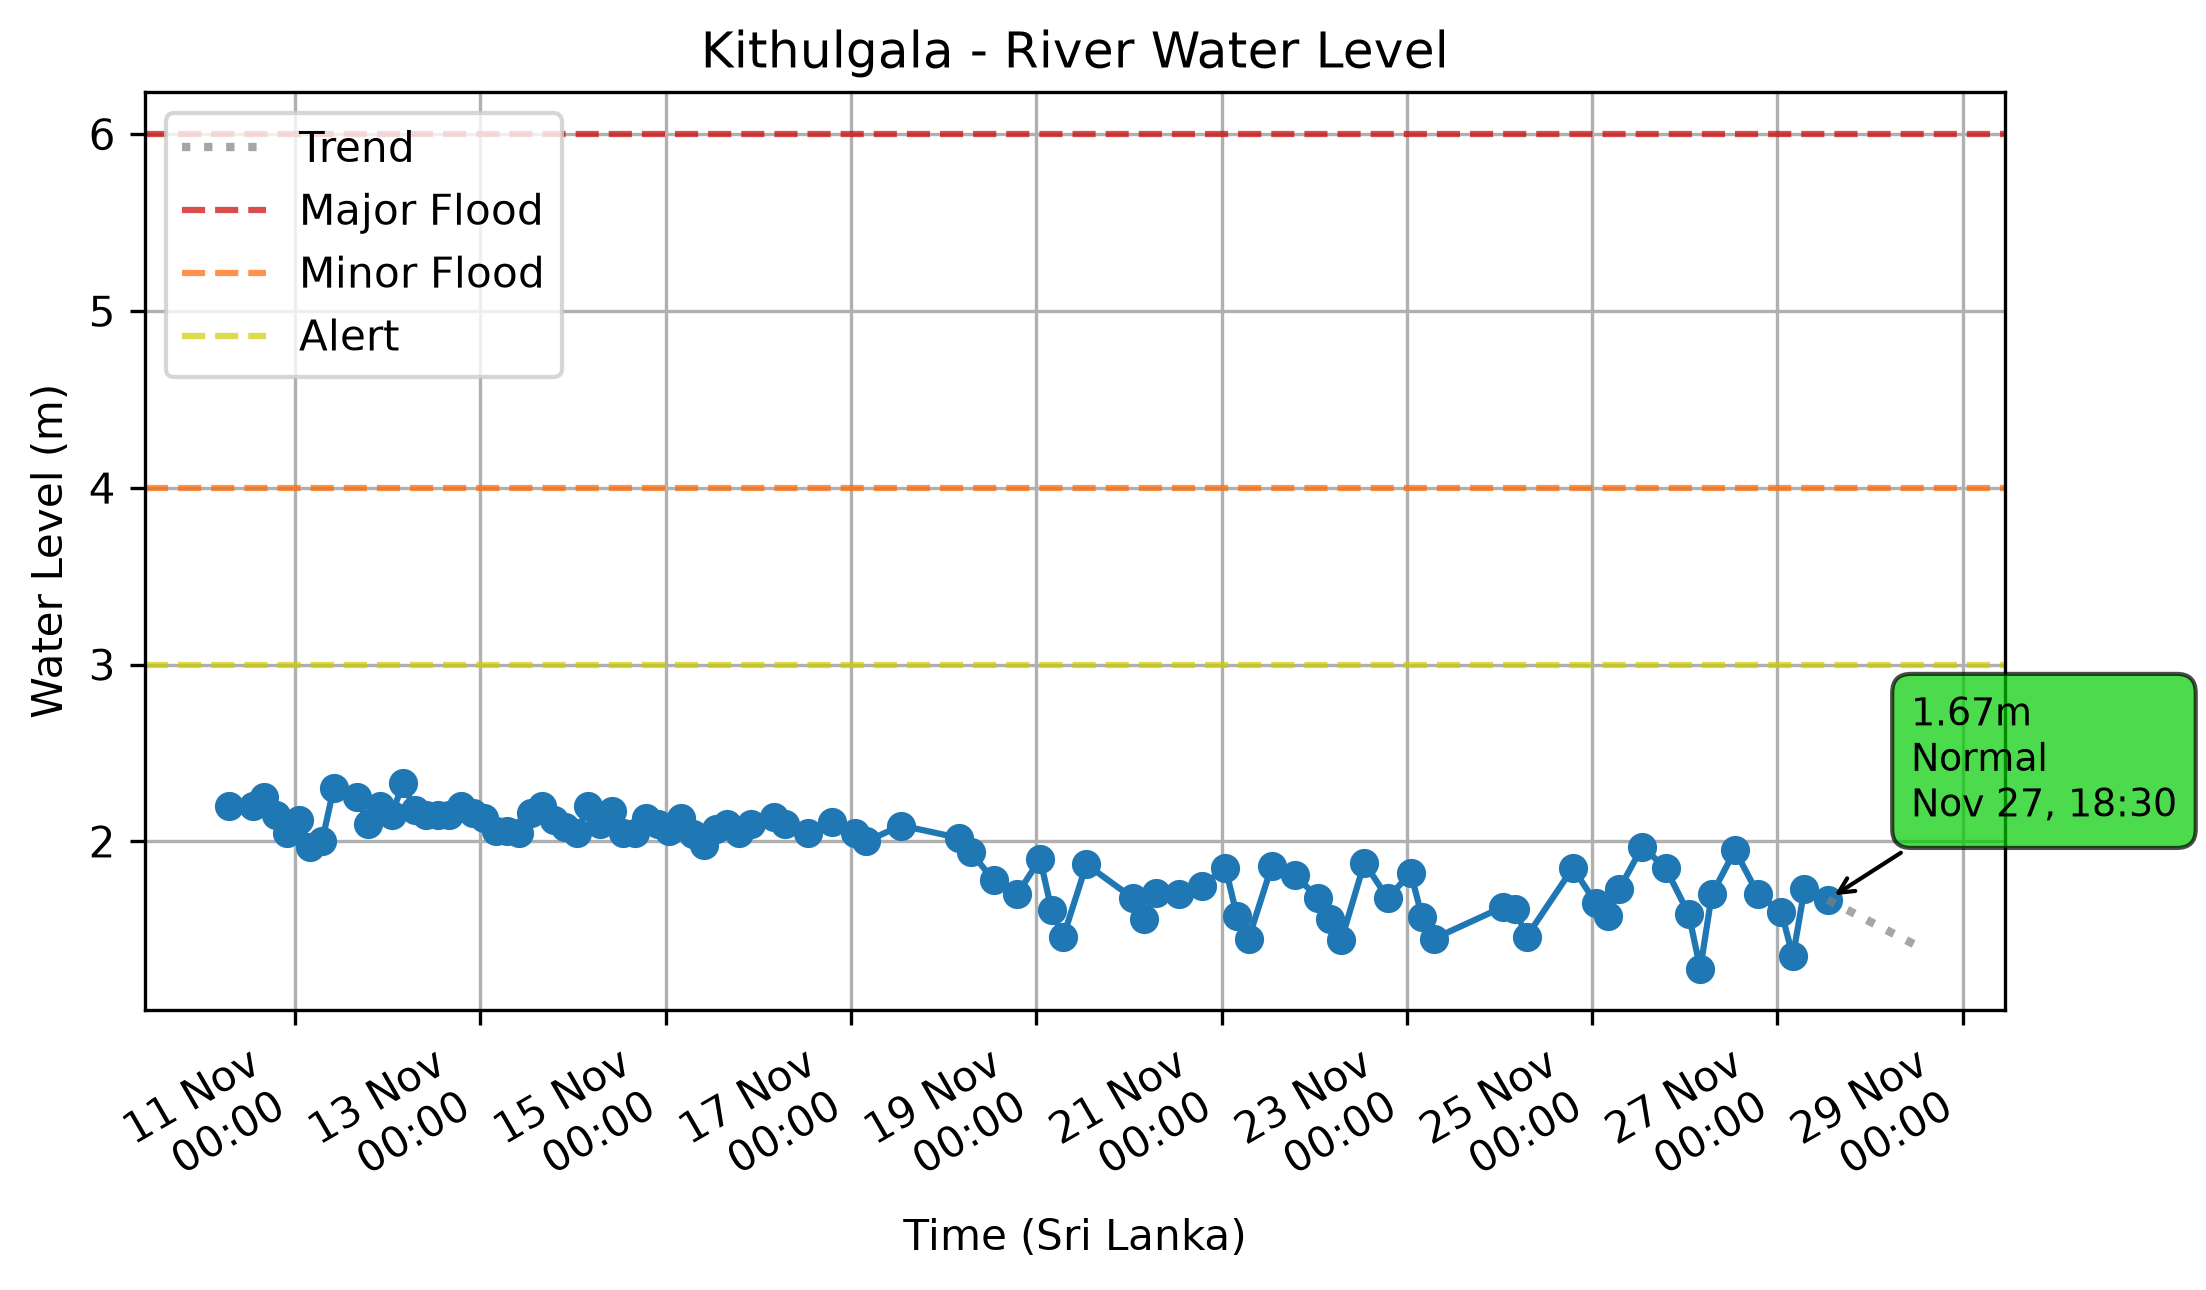 Kithulgala - River Water Level
Trend
Major Flood
Minor Flood
Alert
6
5
4
3
2
Water Level (m)
1.67m
Normal
Nov 27, 18:30
11 Nov
00:00
13 Nov
00:00
15 Nov
00:00
17 Nov
00:00
19 Nov
00:00
21 Nov
00:00
23 Nov
00:00
25 Nov
00:00
27 Nov
00:00
29 Nov
00:00
Time (Sri Lanka)